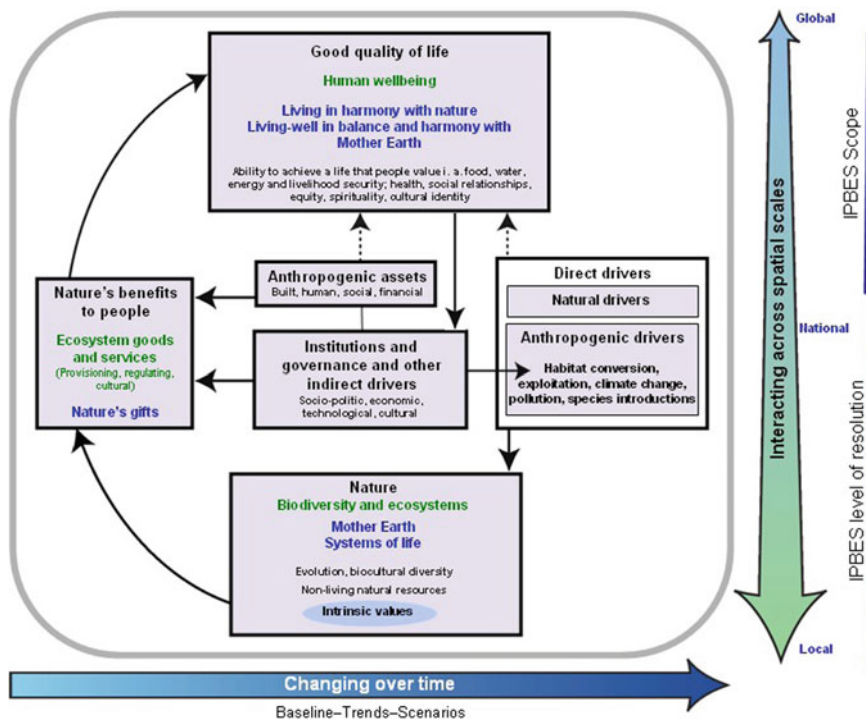 Good quality of life
Human wellbeing
Living in harmony with nature
Living-well in balance and harmony with
Mother Earth
Ability to achieve a life that people value i. a. food, water,
energy and livelihood security; health, social relationships,
equity, spirituality, cultural identity
Nature's benefits
to people
Ecosystem goods
and services
(Provisioning, regulating,
cultural)
Nature's gifts
Anthropogenic assets
Built, human, social, financial
Institutions and
governance and other
indirect drivers
Socio-politic, economic,
technological, cultural
Direct drivers
Natural drivers
Anthropogenic drivers
Habitat conversion,
exploitation, climate change,
pollution, species introductions
Nature
Biodiversity and ecosystems
Mother Earth
Systems of life
Evolution, biocultural diversity
Non-living natural resources
Intrinsic values
Changing over time
Baseline–Trends–Scenarios
Global
National
Local
Interacting across spatial scales
IPBES Scope
IPBES level of resolution